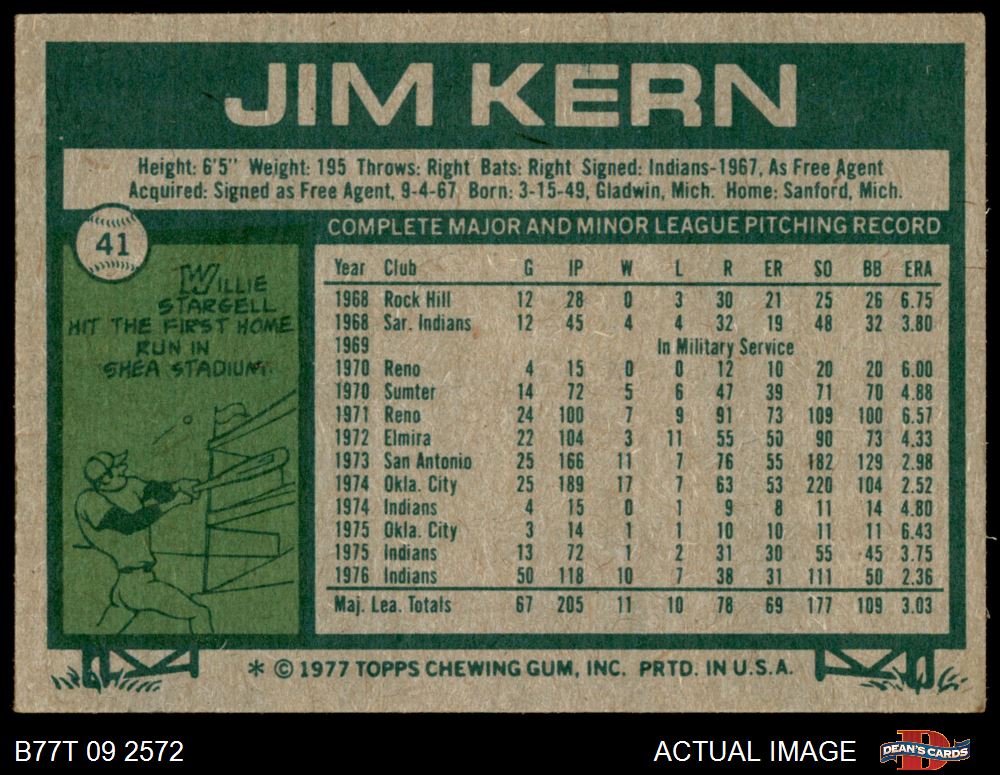 JIM KERN
Height: 6'5" Weight: 195 Throws: Right Bats: Right Signed: Indians-1967, As Free Agent
Acquired: Signed as Free Agent, 9-4-67 Born: 3-15-49, Gladwin, Mich. Home: Sanford, Mich.
41
WILLIE
STARGELL
HIT THE FIRST HOME
RUN IN
SHEA STADIUM.
COMPLETE MAJOR AND MINOR LEAGUE PITCHING RECORD
Year Club G IP W L R ER SO BB ERA
1968 Rock Hill 12 28 0 3 30 21 25 26 6.75
1968 Sar. Indians 12 45 4 4 32 19 48 32 3.80
1969 In Military Service
1970 Reno 4 15 0 0 12 10 20 20 6.00
1970 Sumter 14 72 5 6 47 39 71 70 4.88
1971 Reno 24 100 7 9 91 73 109 100 6.57
1972 Elmira 22 104 3 11 55 50 90 73 4.33
1973 San Antonio 25 166 11 7 76 55 182 129 2.98
1974 Okla. City 25 189 17 7 63 53 220 104 2.52
1974 Indians 4 15 0 1 9 8 11 14 4.80
1975 Okla. City 3 14 1 1 10 10 11 11 6.43
1975 Indians 13 72 1 2 31 30 55 45 3.75
1976 Indians 50 118 10 7 38 31 111 50 2.36
Maj. Lea. Totals 67 205 11 10 78 69 177 109 3.03
* © 1977 TOPPS CHEWING GUM, INC. PRTD. IN U.S.A.
B77T 09 2572
ACTUAL IMAGE
D
DEAN'S CARDS